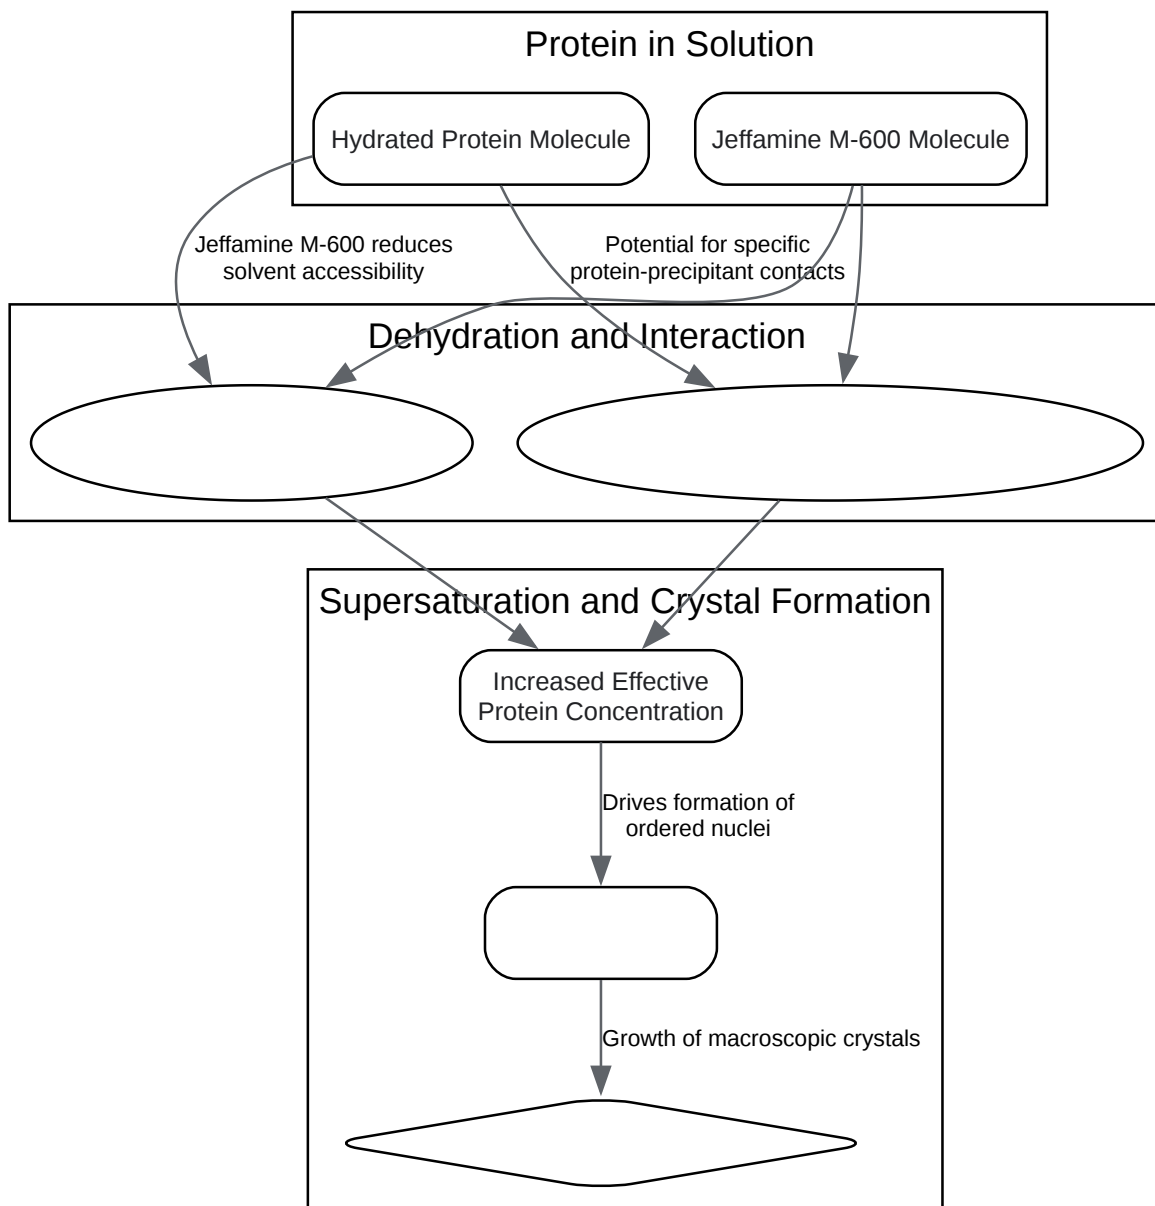 Protein in Solution
Hydrated Protein Molecule
Jeffamine M-600 Molecule
Jeffamine M-600 reduces
solvent accessibility
Potential for specific
protein-precipitant contacts
Dehydration and Interaction
Supersaturation and Crystal Formation
Increased Effective
Protein Concentration
Drives formation of
ordered nuclei
Growth of macroscopic crystals